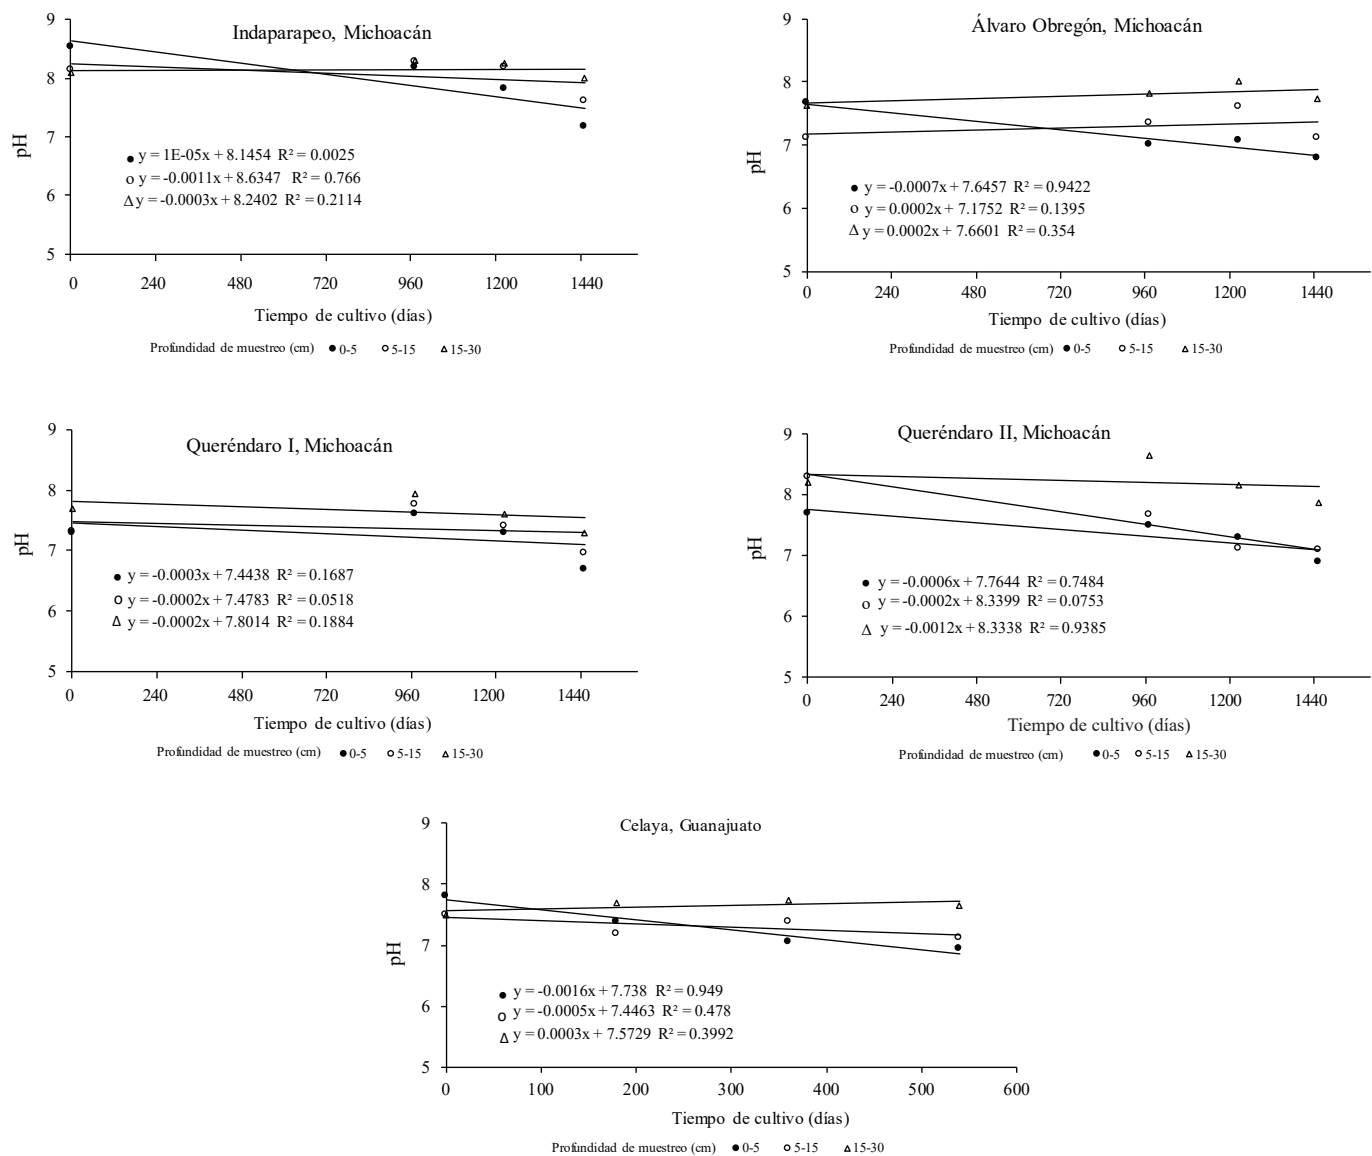 Indaparapeo, Michoacán
9
8
7
6
5
pH
● y = 1E-05x + 8.1454 R² = 0.0025
○ y = -0.0011x + 8.6347 R² = 0.766
Δ y = -0.0003x + 8.2402 R² = 0.2114
0 240 480 720 960 1200 1440
Tiempo de cultivo (días)
Profundidad de muestreo (cm) ● 0-5 ○ 5-15 Δ 15-30
Álvaro Obregón, Michoacán
9
8
7
6
5
pH
● y = -0.0007x + 7.6457 R² = 0.9422
○ y = 0.0002x + 7.1752 R² = 0.1395
Δ y = 0.0002x + 7.6601 R² = 0.354
0 240 480 720 960 1200 1440
Tiempo de cultivo (días)
Profundidad de muestreo (cm) ● 0-5 ○ 5-15 Δ 15-30
Queréndaro I, Michoacán
9
8
7
6
5
pH
● y = -0.0003x + 7.4438 R² = 0.1687
○ y = -0.0002x + 7.4783 R² = 0.0518
Δ y = -0.0002x + 7.8014 R² = 0.1884
0 240 480 720 960 1200 1440
Tiempo de cultivo (días)
Profundidad de muestreo (cm) ● 0-5 ○ 5-15 Δ 15-30
Queréndaro II, Michoacán
9
8
7
6
5
pH
● y = -0.0006x + 7.7644 R² = 0.7484
○ y = -0.0002x + 8.3399 R² = 0.0753
Δ y = -0.0012x + 8.3338 R² = 0.9385
0 240 480 720 960 1200 1440
Tiempo de cultivo (días)
Profundidad de muestreo (cm) ● 0-5 ○ 5-15 Δ 15-30
Celaya, Guanajuato
9
8
7
6
5
pH
● y = -0.0016x + 7.738 R² = 0.949
○ y = -0.0005x + 7.4463 R² = 0.478
Δ y = 0.0003x + 7.5729 R² = 0.3992
0 100 200 300 400 500 600
Tiempo de cultivo (días)
Profundidad de muestreo (cm) ● 0-5 ○ 5-15 Δ 15-30